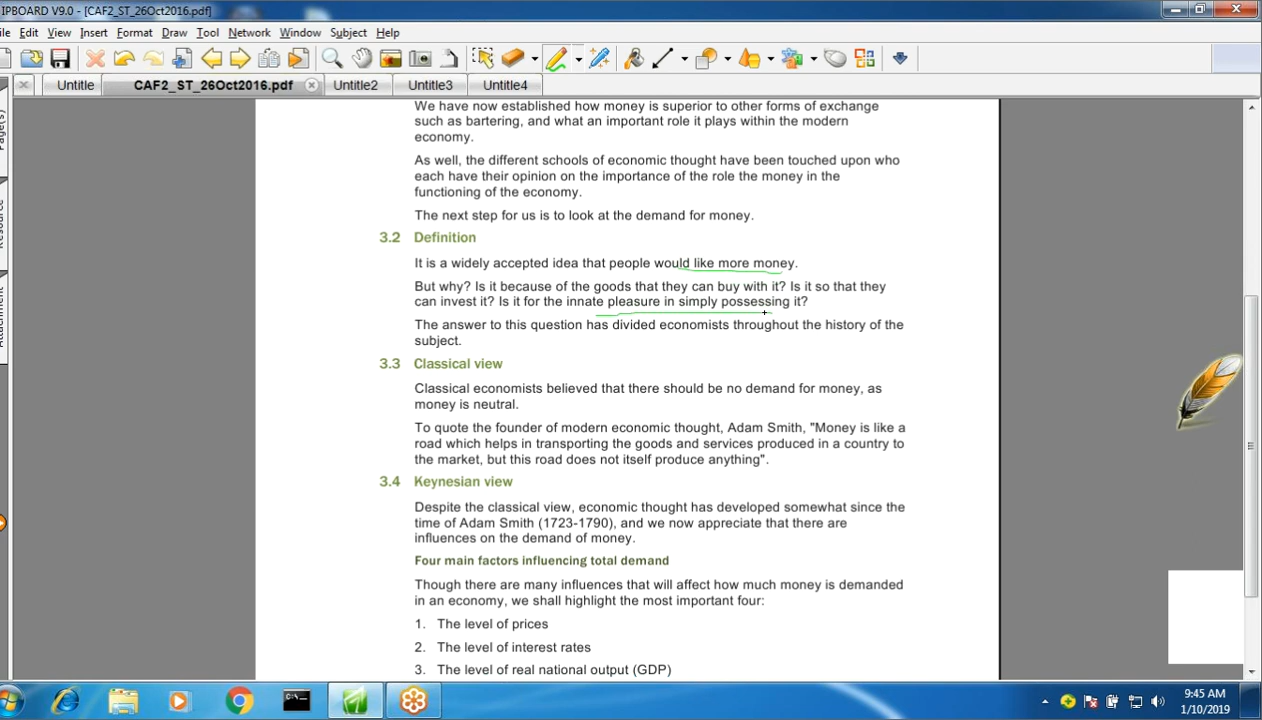 IPBOARD V9.0 - [CAF2_ST_26Oct2016.pdf]
ile Edit View Insert Format Draw Tool Network Window Subject Help
Untitle CAF2_ST_26Oct2016.pdf Untitle2 Untitle3 Untitle4
Page(s)
Resource
Attachment
We have now established how money is superior to other forms of exchange
such as bartering, and what an important role it plays within the modern
economy.
As well, the different schools of economic thought have been touched upon who
each have their opinion on the importance of the role the money in the
functioning of the economy.
The next step for us is to look at the demand for money.
3.2 Definition
It is a widely accepted idea that people would like more money.
But why? Is it because of the goods that they can buy with it? Is it so that they
can invest it? Is it for the innate pleasure in simply possessing it?
The answer to this question has divided economists throughout the history of the
subject.
3.3 Classical view
Classical economists believed that there should be no demand for money, as
money is neutral.
To quote the founder of modern economic thought, Adam Smith, "Money is like a
road which helps in transporting the goods and services produced in a country to
the market, but this road does not itself produce anything".
3.4 Keynesian view
Despite the classical view, economic thought has developed somewhat since the
time of Adam Smith (1723-1790), and we now appreciate that there are
influences on the demand of money.
Four main factors influencing total demand
Though there are many influences that will affect how much money is demanded
in an economy, we shall highlight the most important four:
1. The level of prices
2. The level of interest rates
3. The level of real national output (GDP)
9:45 AM
1/10/2019